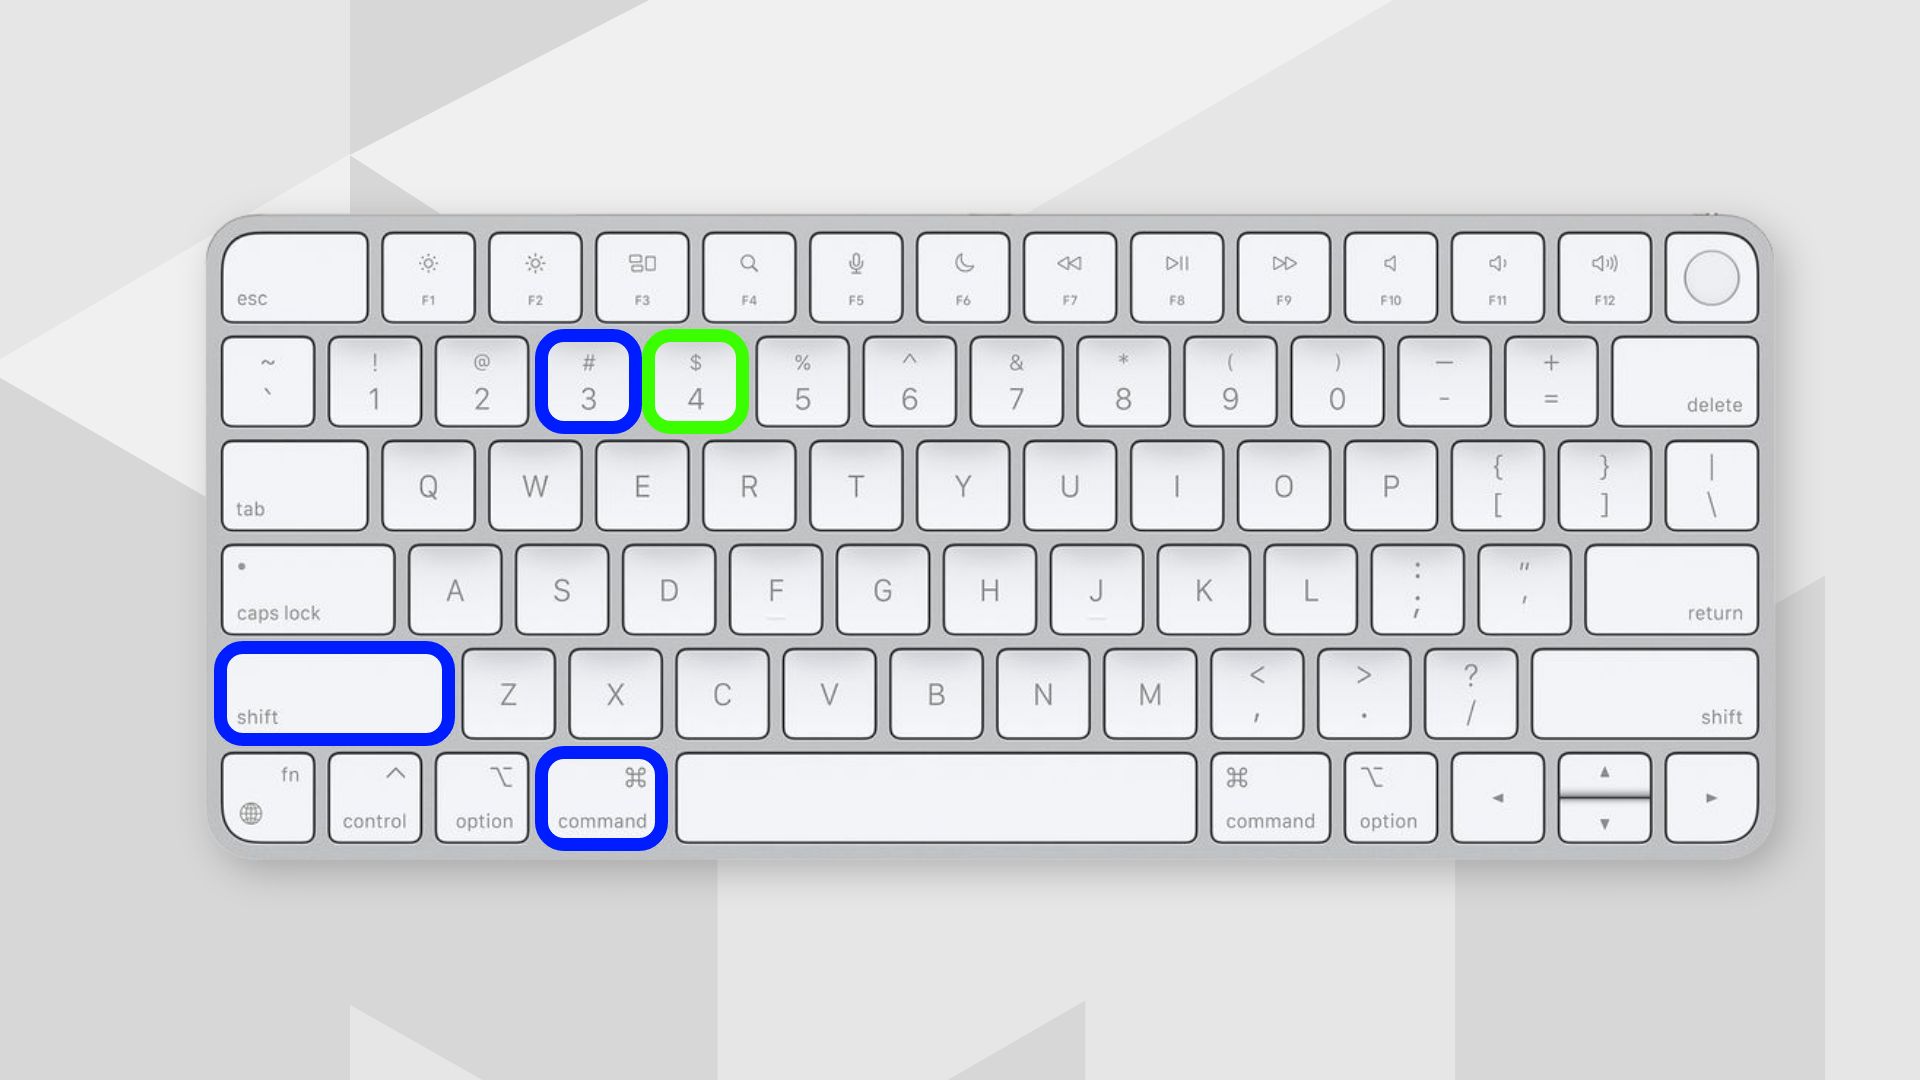 esc F1 F2 F3 F4 F5 F6 F7 F8 F9 F10 F11 F12
~ ! @ # $ % ^ & * ( ) — +
` 1 2 3 4 5 6 7 8 9 0 - = delete
tab Q W E R T Y U I O P { } |
[ ] \
caps lock A S D F G H J K L : "
; ' return
shift Z X C V B N M < > ? shift
, . /
fn ^ ⌥ ⌘ ⌘ ⌥
control option command command option